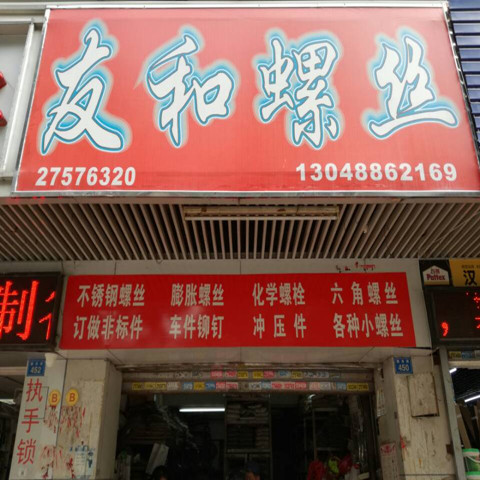 友和螺丝
27576320 13048862169
不锈钢螺丝 膨胀螺丝 化学螺栓 六角螺丝
订做非标件 车件铆钉 冲压件 各种小螺丝
制
452
450
执手锁
B
B
Pattex
汉